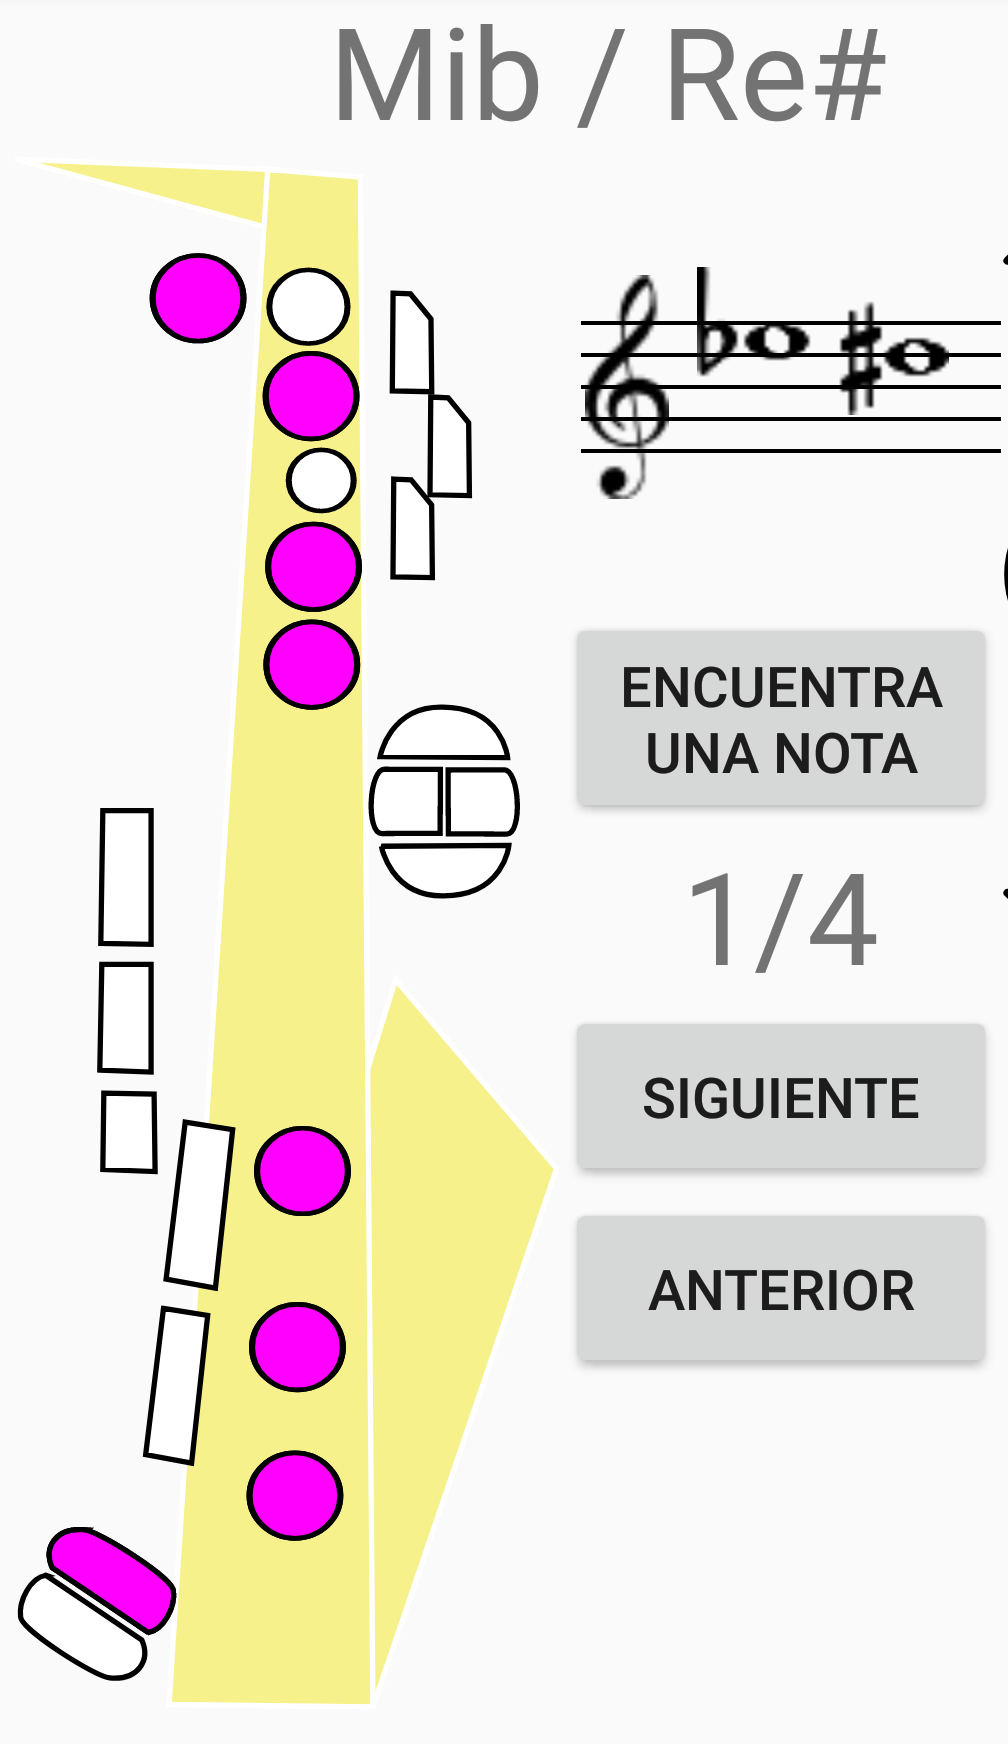 Mib / Re#
ENCUENTRA
UNA NOTA
1/4
SIGUIENTE
ANTERIOR